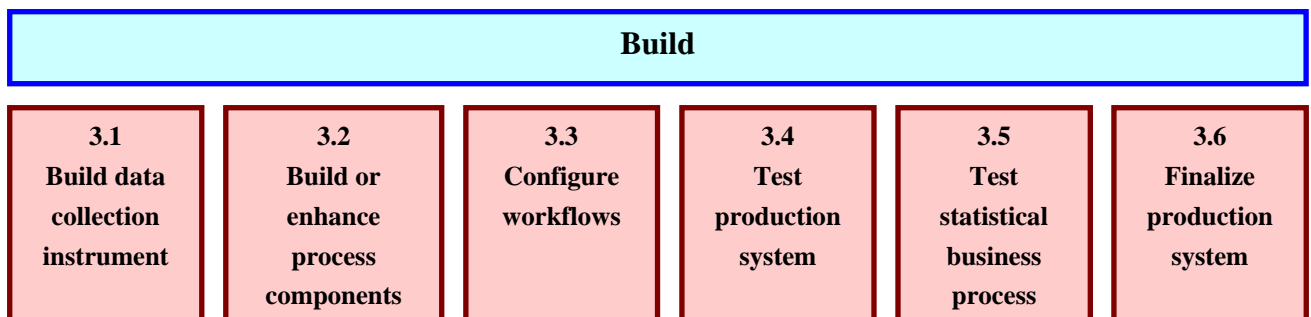 Build
3.1
Build data
collection
instrument
3.2
Build or
enhance
process
components
3.3
Configure
workflows
3.4
Test
production
system
3.5
Test
statistical
business
process
3.6
Finalize
production
system